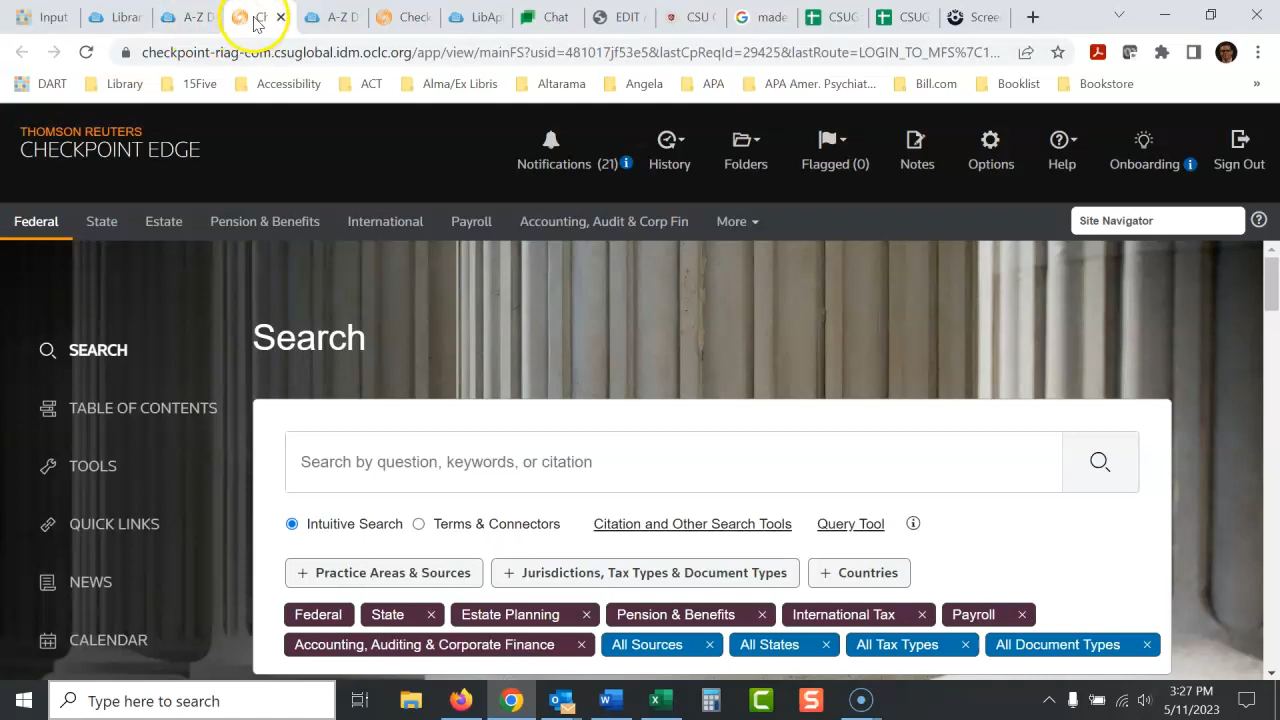 Input
Librar
A-Z D
Ch
A-Z D
Check
LibAp
Chat
EDIT /
CSU (
made
CSUG
CSUG
Scree
checkpoint-riag-com.csuglobal.idm.oclc.org/app/view/mainFS?usid=481017jf53e5&lastCpReqId=29425&lastRoute=LOGIN_TO_MFS%7C1...
DART
Library
15Five
Accessibility
ACT
Alma/Ex Libris
Altarama
Angela
APA
APA Amer. Psychiat...
Bill.com
Booklist
Bookstore
»
THOMSON REUTERS
CHECKPOINT EDGE
Notifications (21)
History
Folders
Flagged (0)
Notes
Options
Help
Onboarding
Sign Out
Federal
State
Estate
Pension & Benefits
International
Payroll
Accounting, Audit & Corp Fin
More
Site Navigator
Search
SEARCH
TABLE OF CONTENTS
TOOLS
QUICK LINKS
NEWS
CALENDAR
Search by question, keywords, or citation
Intuitive Search
Terms & Connectors
Citation and Other Search Tools
Query Tool
+ Practice Areas & Sources
+ Jurisdictions, Tax Types & Document Types
+ Countries
Federal
State ×
Estate Planning ×
Pension & Benefits ×
International Tax ×
Payroll ×
Accounting, Auditing & Corporate Finance ×
All Sources ×
All States ×
All Tax Types ×
All Document Types ×
Type here to search
3:27 PM
5/11/2023